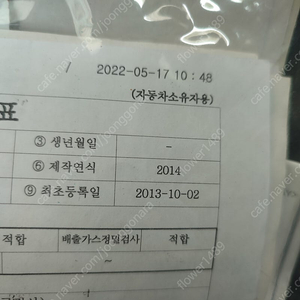 / 2022-05-17 10:48
(자동차소유자용)
표
③ 생년월일 -
⑥ 제작연식 2014
⑨ 최초등록일 2013-10-02
적합 배출가스정밀검사 적합
-